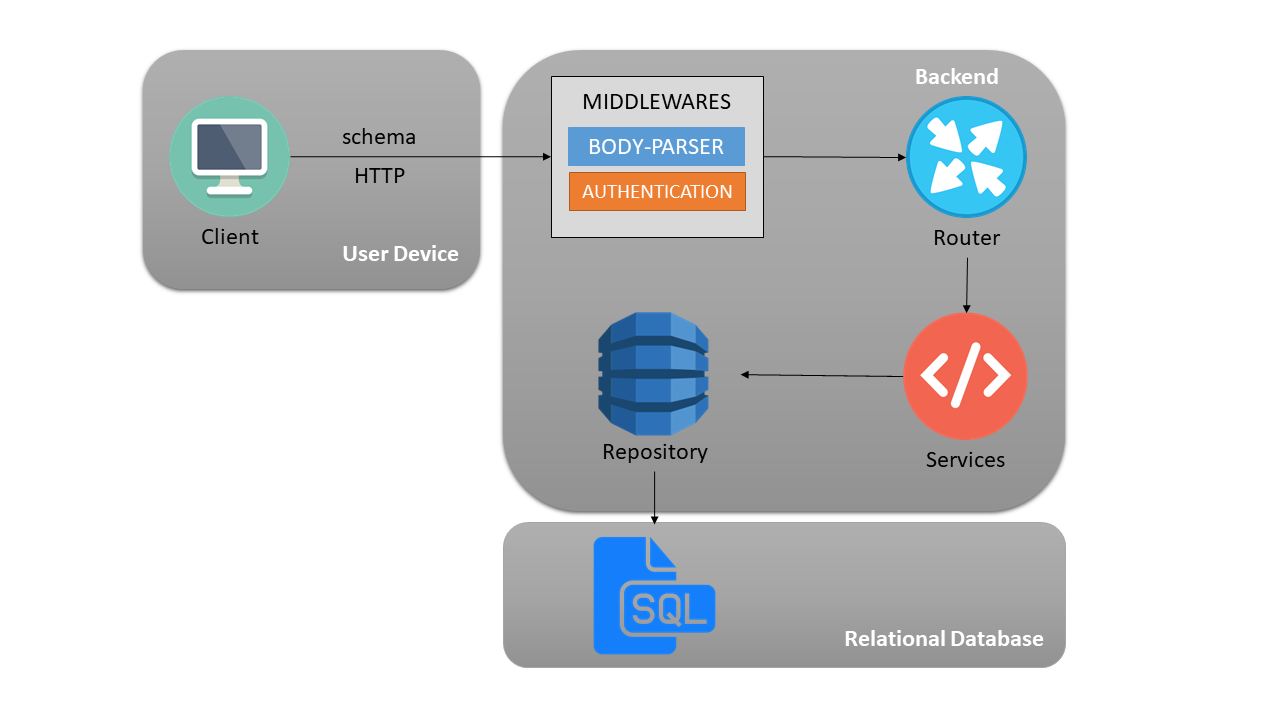 schema
HTTP
Client
User Device
MIDDLEWARES
BODY-PARSER
AUTHENTICATION
Backend
Router
Repository
Services
SQL
Relational Database